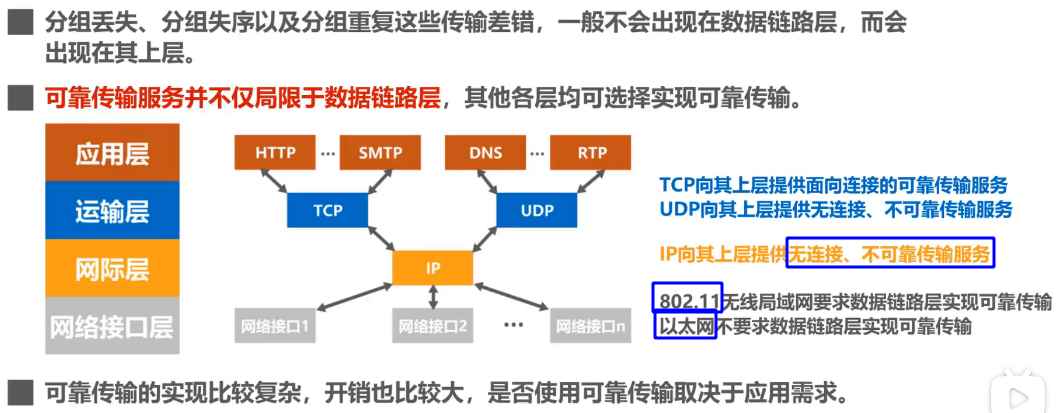 分组丢失、分组失序以及分组重复这些传输差错，一般不会出现在数据链路层，而会
出现在其上层。
可靠传输服务并不仅局限于数据链路层，其他各层均可选择实现可靠传输。
应用层
HTTP ··· SMTP DNS ··· RTP
运输层
TCP UDP
TCP向其上层提供面向连接的可靠传输服务
UDP向其上层提供无连接、不可靠传输服务
网际层
IP
IP向其上层提供无连接、不可靠传输服务
网络接口层
网络接口1 网络接口2 ··· 网络接口n
802.11无线局域网要求数据链路层实现可靠传输
以太网不要求数据链路层实现可靠传输
可靠传输的实现比较复杂，开销也比较大，是否使用可靠传输取决于应用需求。